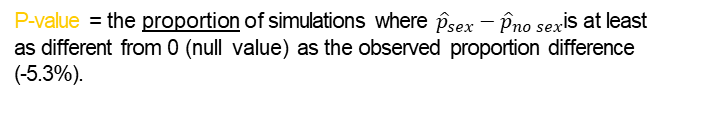 P-value = the proportion of simulations where p̂sex − p̂no sex is at least
as different from 0 (null value) as the observed proportion difference
(-5.3%).